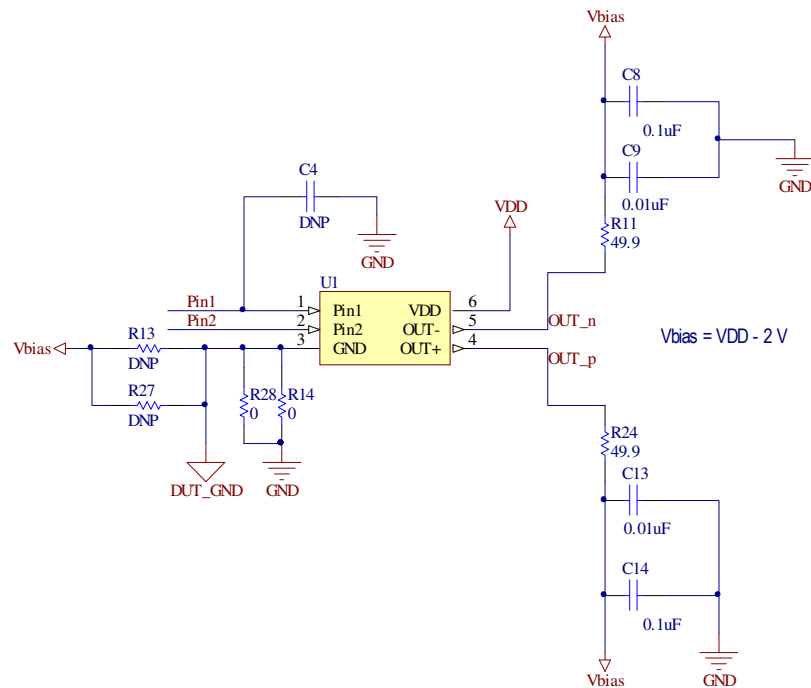 Vbias
C8
0.1uF
C9
0.01uF
GND
R11
49.9
C4
DNP
GND
VDD
U1
Pin1
1
Pin1
VDD
6
Pin2
2
Pin2
OUT-
5
OUT_n
3
GND
OUT+
4
OUT_p
Vbias = VDD - 2 V
Vbias
R13
DNP
R27
DNP
R28
0
R14
0
DUT_GND
GND
R24
49.9
C13
0.01uF
C14
0.1uF
GND
Vbias